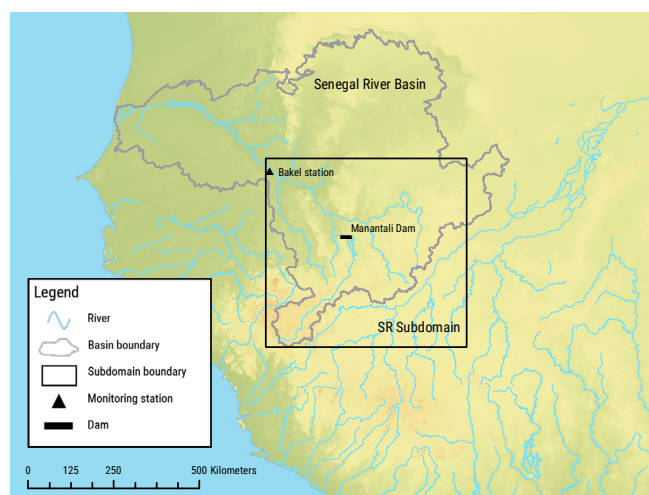 Senegal River Basin
Bakel station
Manantali Dam
SR Subdomain
Legend
River
Basin boundary
Subdomain boundary
Monitoring station
Dam
0 125 250 500 Kilometers